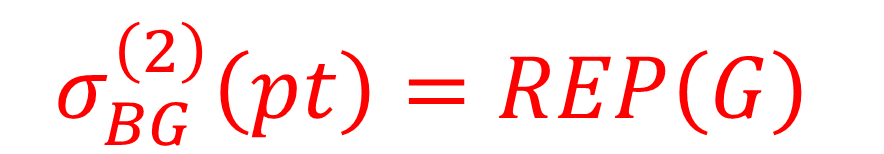 σ_{BG}^{(2)}(pt) = REP(G)